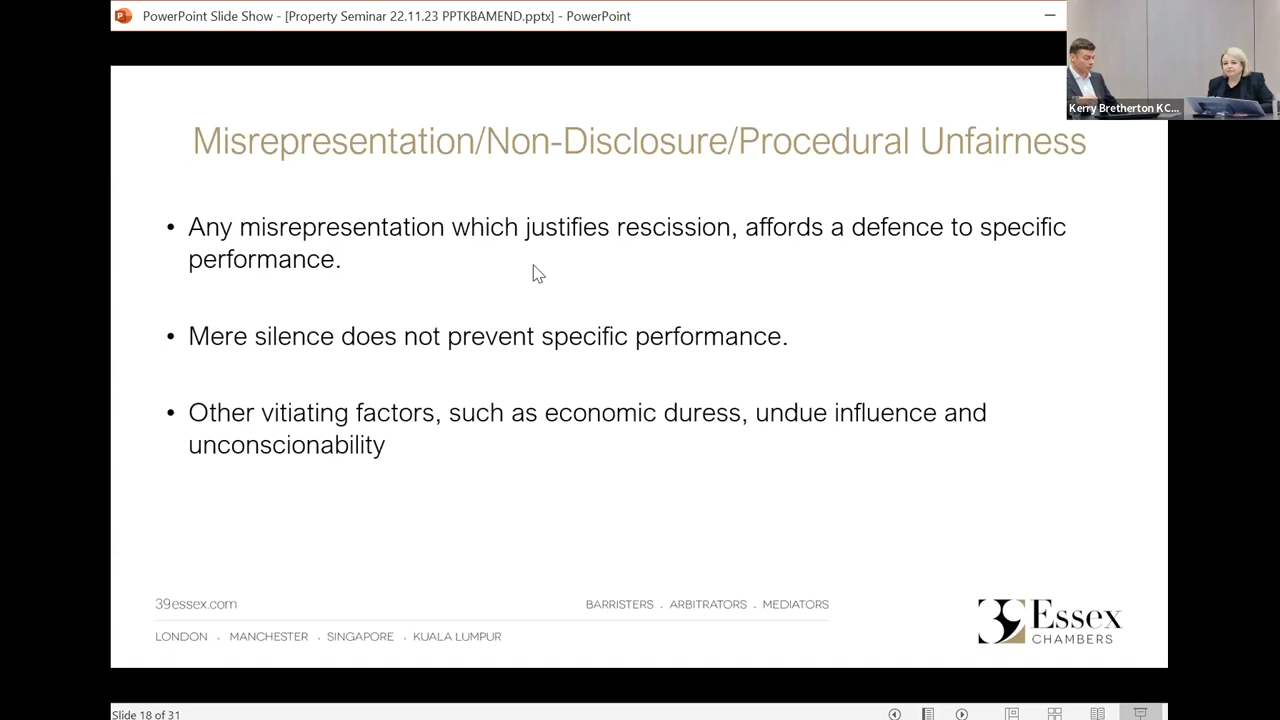 PowerPoint Slide Show - [Property Seminar 22.11.23 PPTKBAMEND.pptx] - PowerPoint
Kerry Bretherton KC...
Misrepresentation/Non-Disclosure/Procedural Unfairness
• Any misrepresentation which justifies rescission, affords a defence to specific
performance.
• Mere silence does not prevent specific performance.
• Other vitiating factors, such as economic duress, undue influence and
unconscionability
39essex.com
BARRISTERS . ARBITRATORS . MEDIATORS
LONDON . MANCHESTER . SINGAPORE . KUALA LUMPUR
39 Essex
CHAMBERS
Slide 18 of 31